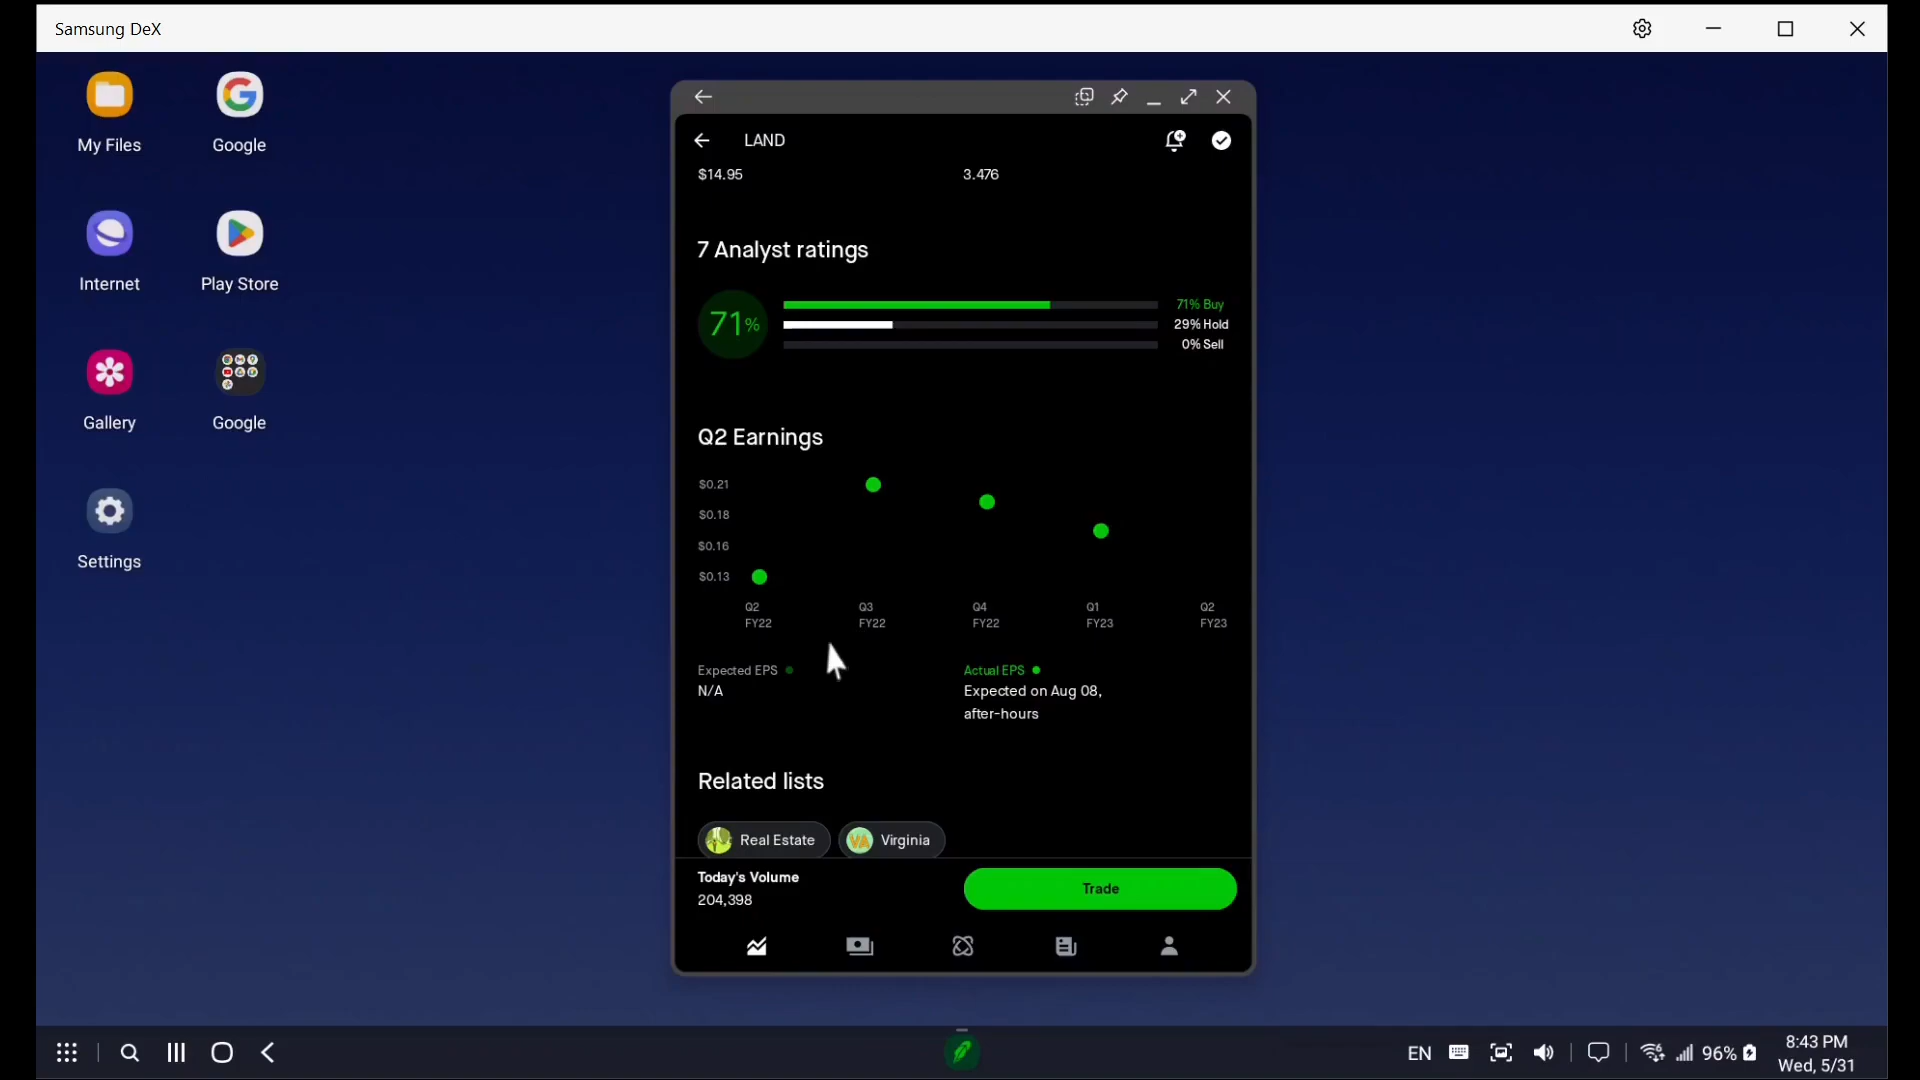 Samsung DeX
My Files
Google
Internet
Play Store
Gallery
Google
Settings
LAND
$14.95
3.476
7 Analyst ratings
71%
71% Buy
29% Hold
0% Sell
Q2 Earnings
$0.21
$0.18
$0.16
$0.13
Q2
FY22
Q3
FY22
Q4
FY22
Q1
FY23
Q2
FY23
Expected EPS
N/A
Actual EPS
Expected on Aug 08,
after-hours
Related lists
Real Estate
VA
Virginia
Today's Volume
204,398
Trade
EN
96%
8:43 PM
Wed, 5/31